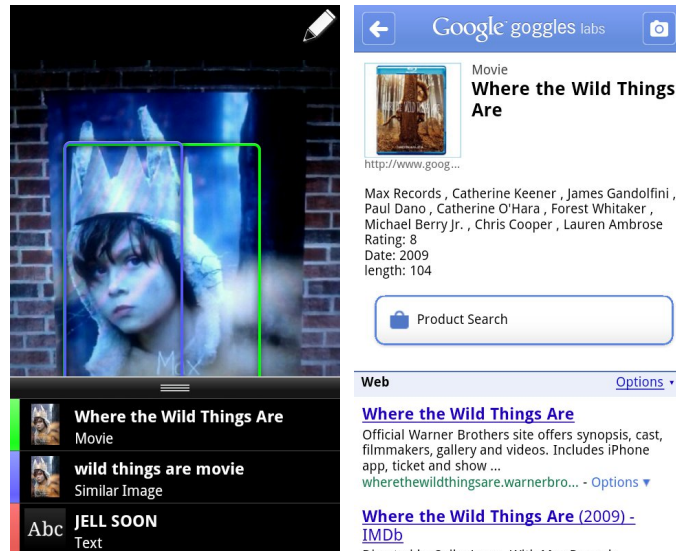 Max
Where the Wild Things Are
Movie
wild things are movie
Similar Image
Abc
JELL SOON
Text
Google goggles labs
Movie
Where the Wild Things
Are
http://www.goog...
Max Records , Catherine Keener , James Gandolfini ,
Paul Dano , Catherine O'Hara , Forest Whitaker ,
Michael Berry Jr. , Chris Cooper , Lauren Ambrose
Rating: 8
Date: 2009
length: 104
Product Search
Web
Options
Where the Wild Things Are
Official Warner Brothers site offers synopsis, cast,
filmmakers, gallery and videos. Includes iPhone
app, ticket and show ...
wherethewildthingsare.warnerbro... - Options ▼
Where the Wild Things Are (2009) -
IMDb